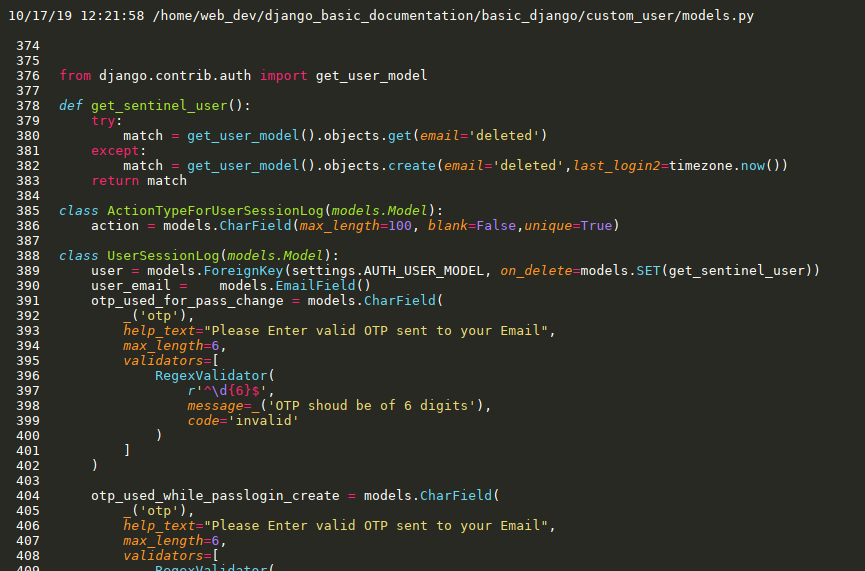 10/17/19 12:21:58 /home/web_dev/django_basic_documentation/basic_django/custom_user/models.py
374
375
376 from django.contrib.auth import get_user_model
377
378 def get_sentinel_user():
379     try:
380         match = get_user_model().objects.get(email='deleted')
381     except:
382         match = get_user_model().objects.create(email='deleted',last_login2=timezone.now())
383     return match
384
385 class ActionTypeForUserSessionLog(models.Model):
386     action = models.CharField(max_length=100, blank=False,unique=True)
387
388 class UserSessionLog(models.Model):
389     user = models.ForeignKey(settings.AUTH_USER_MODEL, on_delete=models.SET(get_sentinel_user))
390     user_email =    models.EmailField()
391     otp_used_for_pass_change = models.CharField(
392         _('otp'),
393         help_text="Please Enter valid OTP sent to your Email",
394         max_length=6,
395         validators=[
396             RegexValidator(
397                 r'^\d{6}$',
398                 message=_('OTP shoud be of 6 digits'),
399                 code='invalid'
400             )
401         ]
402     )
403
404     otp_used_while_passlogin_create = models.CharField(
405         _('otp'),
406         help_text="Please Enter valid OTP sent to your Email",
407         max_length=6,
408         validators=[
409             RegexValidator(